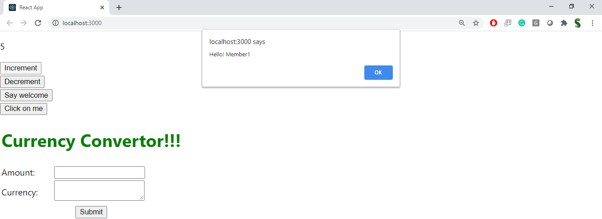 React App
localhost:3000
localhost:3000 says
Hello! Member1
OK
5
Increment
Decrement
Say welcome
Click on me
Currency Convertor!!!
Amount:
Currency:
Submit